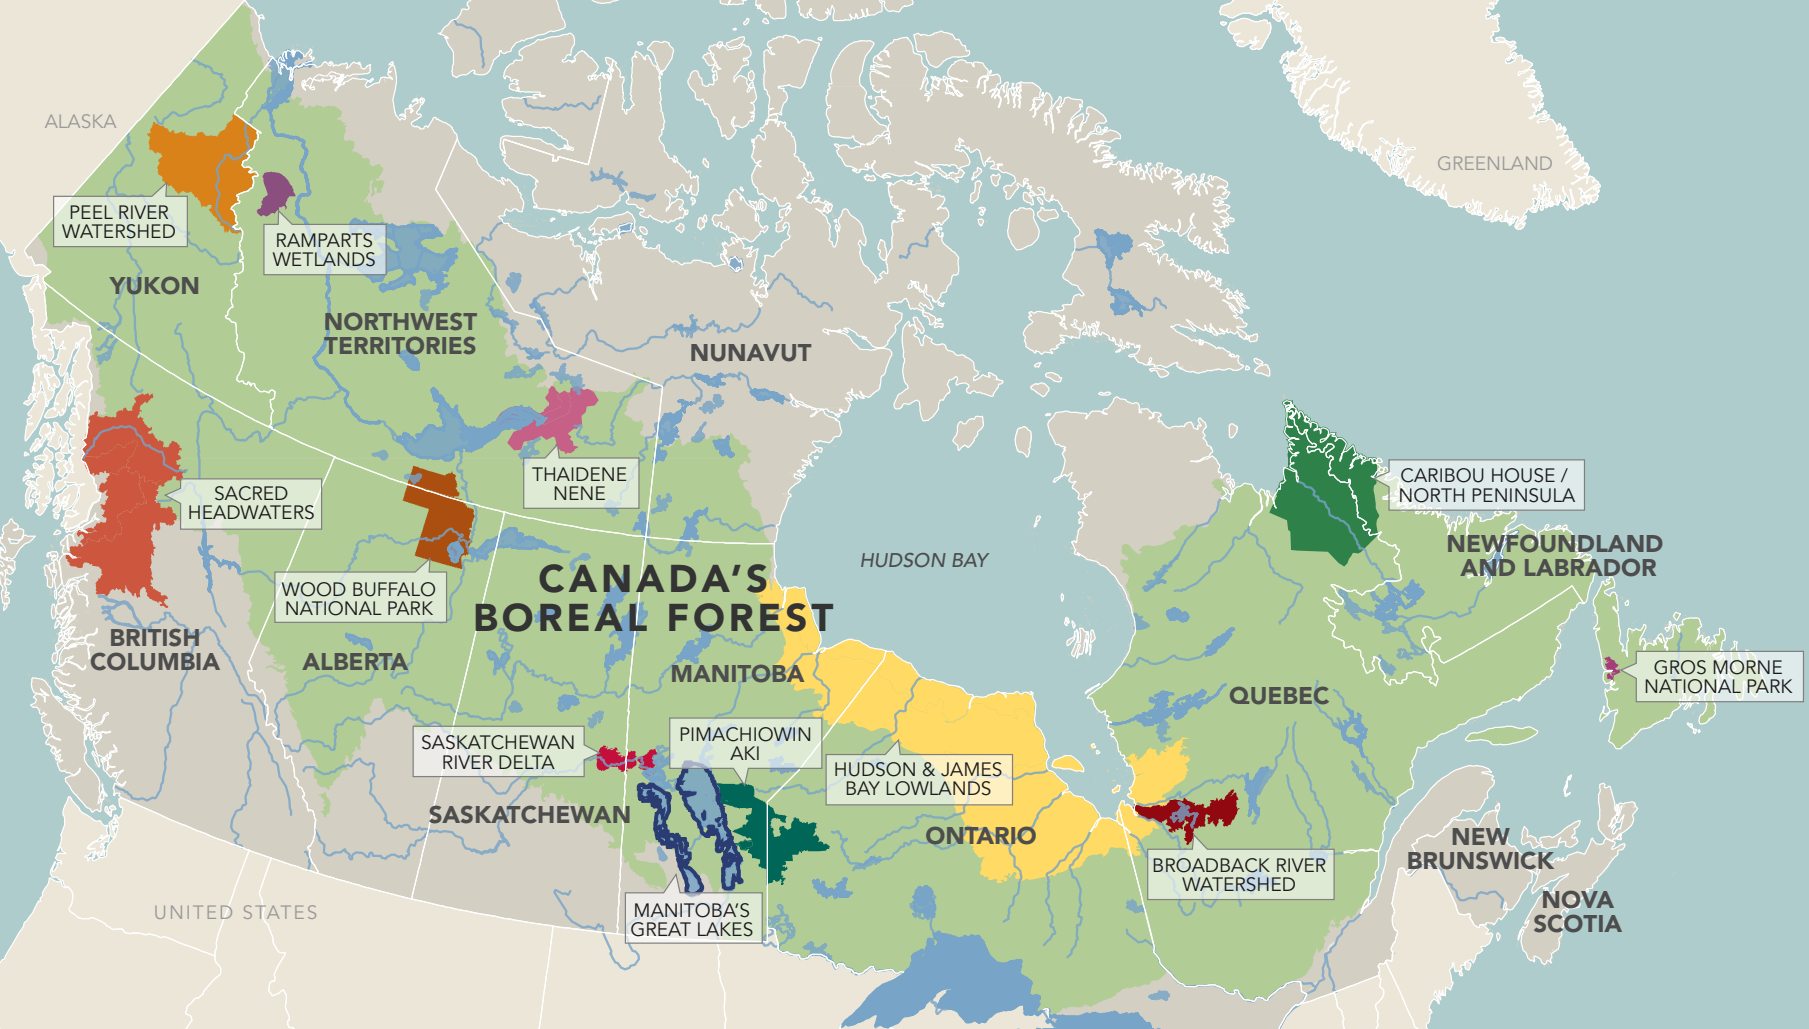 ALASKA
GREENLAND
PEEL RIVER
WATERSHED
RAMPARTS
WETLANDS
YUKON
NORTHWEST
TERRITORIES
NUNAVUT
THAIDENE
NENE
SACRED
HEADWATERS
CARIBOU HOUSE /
NORTH PENINSULA
HUDSON BAY
NEWFOUNDLAND
AND LABRADOR
WOOD BUFFALO
NATIONAL PARK
CANADA'S
BOREAL FOREST
BRITISH
COLUMBIA
ALBERTA
MANITOBA
QUEBEC
GROS MORNE
NATIONAL PARK
SASKATCHEWAN
RIVER DELTA
PIMACHIOWIN
AKI
HUDSON & JAMES
BAY LOWLANDS
SASKATCHEWAN
ONTARIO
BROADBACK RIVER
WATERSHED
NEW
BRUNSWICK
NOVA
SCOTIA
UNITED STATES
MANITOBA'S
GREAT LAKES